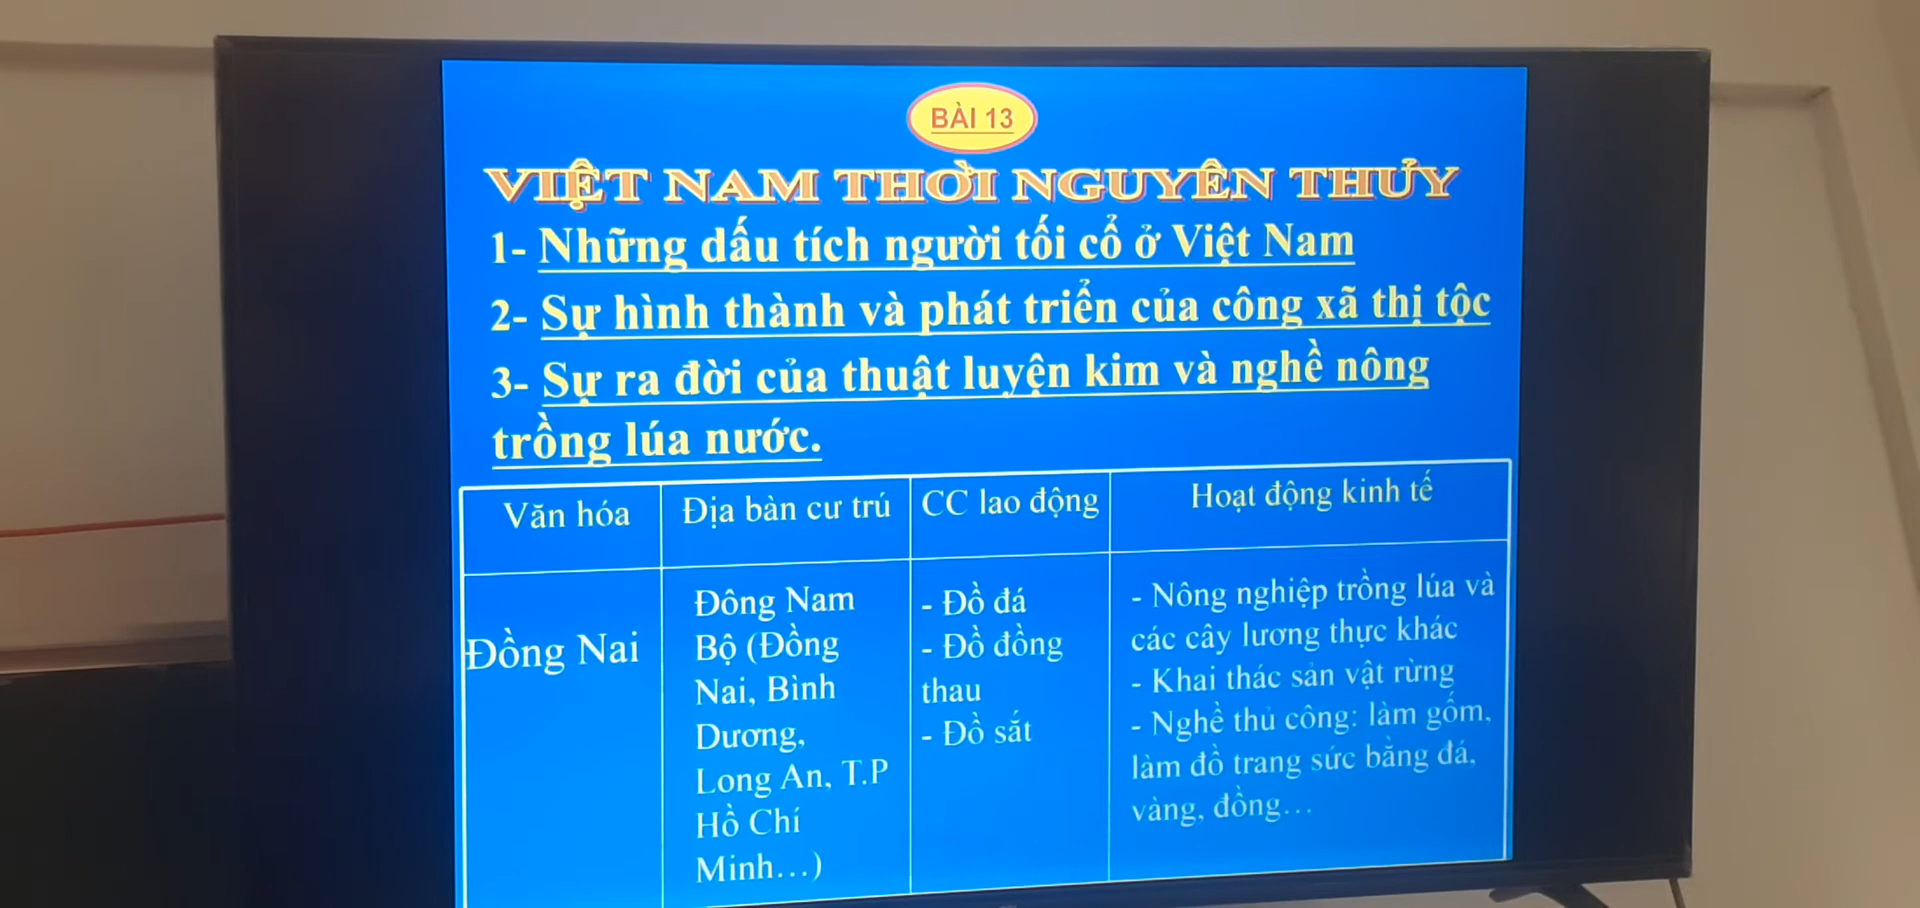 BÀI 13
VIỆT NAM THỜI NGUYÊN THỦY
1- Những dấu tích người tối cổ ở Việt Nam
2- Sự hình thành và phát triển của công xã thị tộc
3- Sự ra đời của thuật luyện kim và nghề nông
trồng lúa nước.
Văn hóa
Địa bàn cư trú
CC lao động
Hoạt động kinh tế
Đồng Nai
Đông Nam
Bộ (Đồng
Nai, Bình
Dương,
Long An, T.P
Hồ Chí
Minh...)
- Đồ đá
- Đồ đồng
thau
- Đồ sắt
- Nông nghiệp trồng lúa và
các cây lương thực khác
- Khai thác sản vật rừng
- Nghề thủ công: làm gốm,
làm đồ trang sức bằng đá,
vàng, đồng...